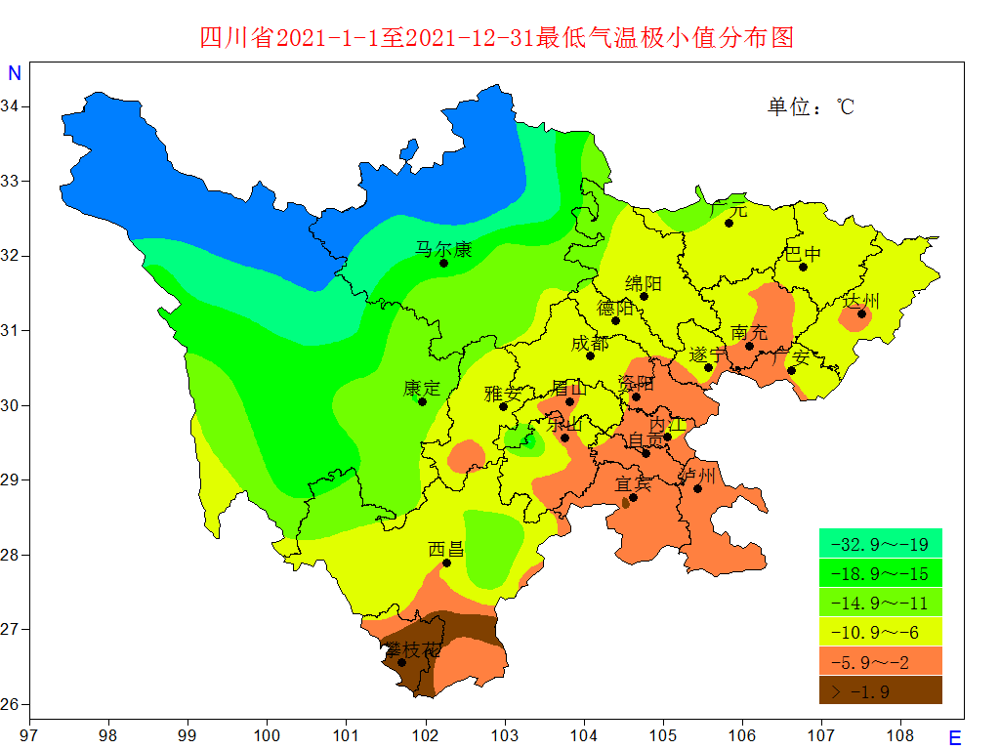 四川省2021-1-1至2021-12-31最低气温极小值分布图
N
单位：℃
34
33
32
31
30
29
28
27
26
广元
马尔康
巴中
绵阳
达州
德阳
南充
成都
遂宁
广安
康定
雅安
眉山
资阳
乐山
内江
自贡
宜宾
泸州
西昌
攀枝花
-32.9～-19
-18.9～-15
-14.9～-11
-10.9～-6
-5.9～-2
> -1.9
97 98 99 100 101 102 103 104 105 106 107 108
E